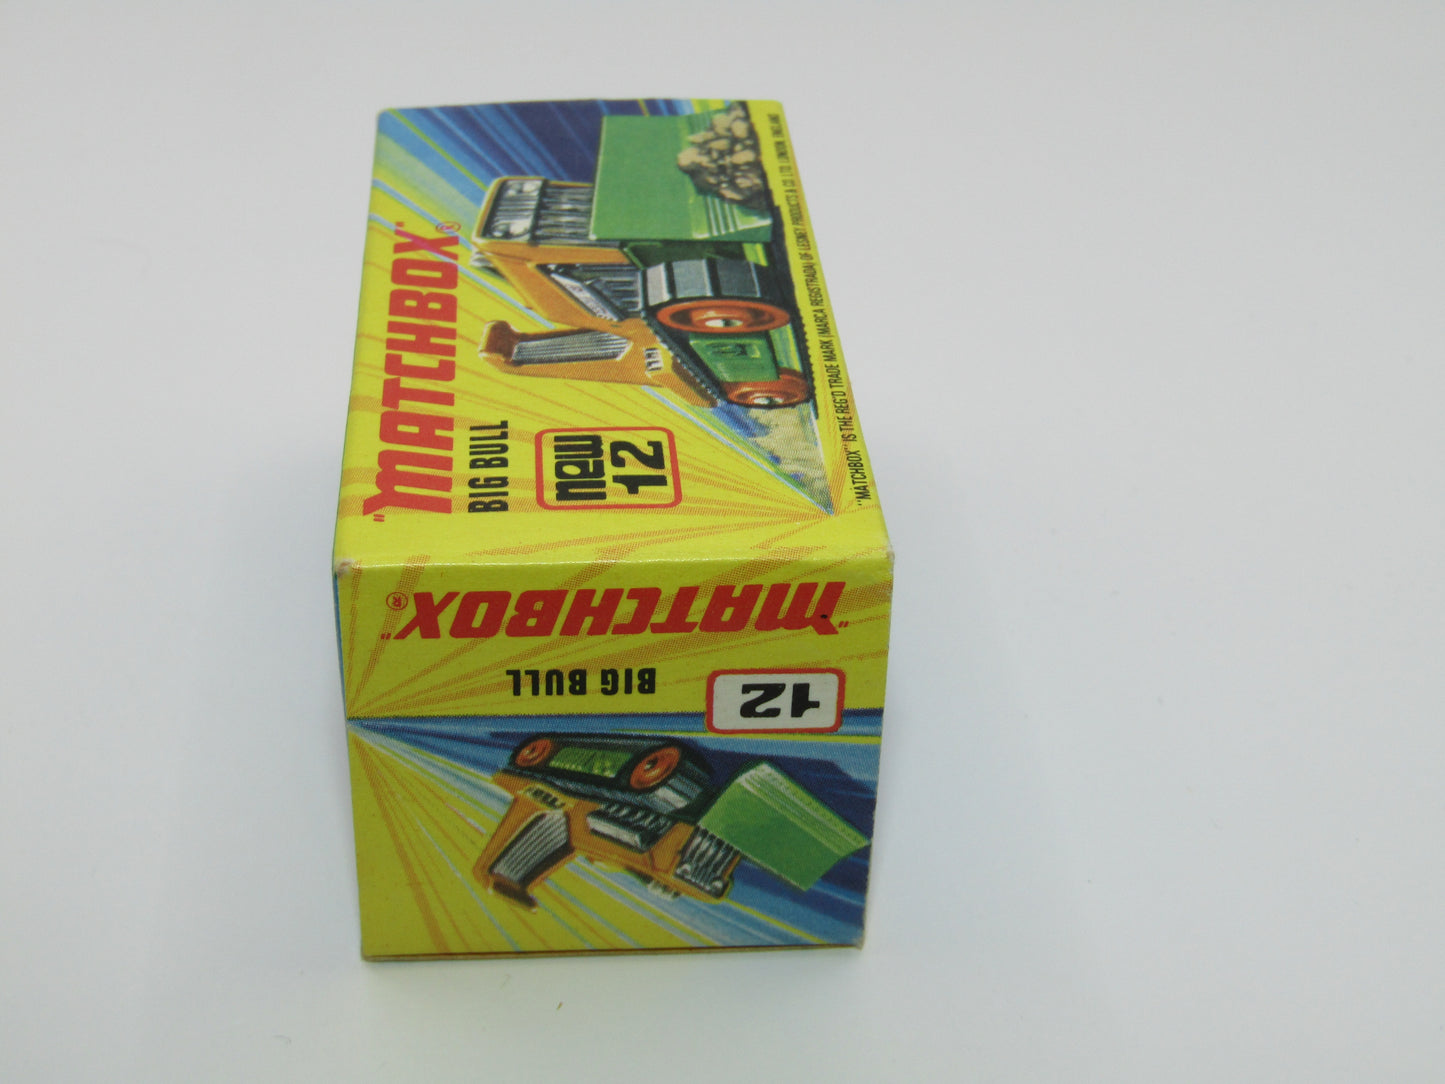 "MATCHBOX"®
BIG BULL
new
12
"MATCHBOX" IS THE REG'D TRADE MARK (MARCA REGISTRADA) OF LESNEY PRODUCTS & CO LTD. LONDON, ENGLAND
"MATCHBOX"®
BIG BULL
12